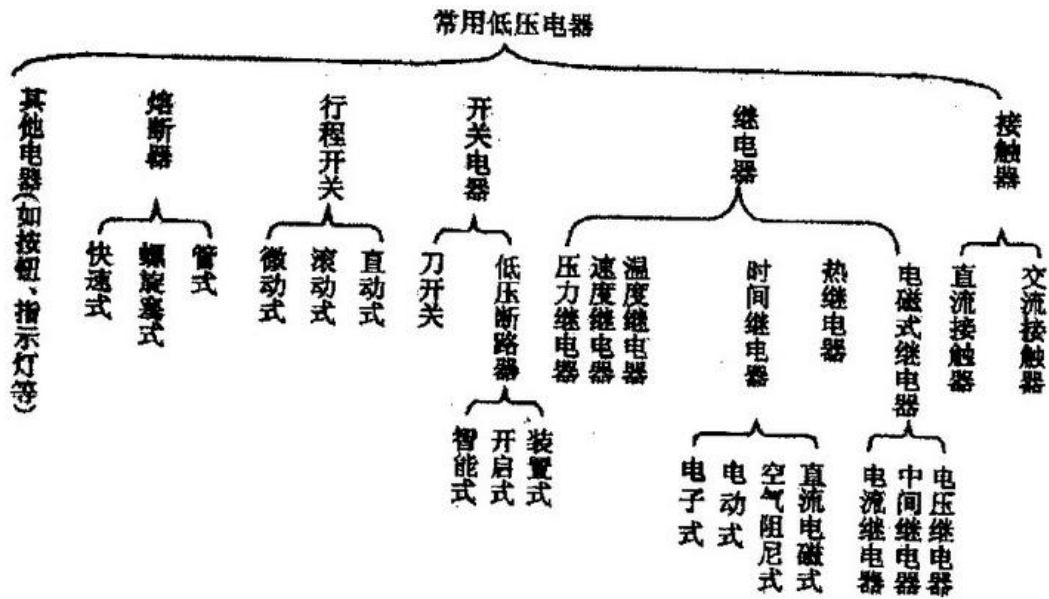 常用低压电器
接触器
交流接触器
直流接触器
继电器
电磁式继电器
电压继电器
中间继电器
电流继电器
热继电器
时间继电器
直流电磁式
空气阻尼式
电动式
电子式
温度继电器
速度继电器
压力继电器
开关电器
低压断路器
装置式
开启式
智能式
刀开关
行程开关
直动式
滚动式
微动式
熔断器
管式
螺旋塞式
快速式
其他电器(如按钮、指示灯等)